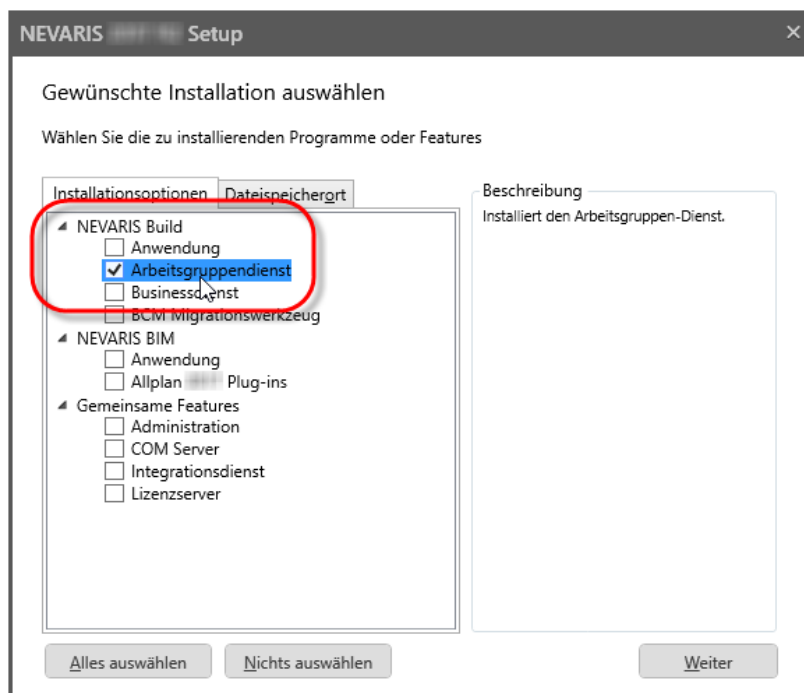 NEVARIS Setup
Gewünschte Installation auswählen
Wählen Sie die zu installierenden Programme oder Features
Installationsoptionen Dateispeicherort
NEVARIS Build
Anwendung
Arbeitsgruppendienst
Businessdienst
BCM Migrationswerkzeug
NEVARIS BIM
Anwendung
Allplan Plug-ins
Gemeinsame Features
Administration
COM Server
Integrationsdienst
Lizenzserver
Beschreibung
Installiert den Arbeitsgruppen-Dienst.
Alles auswählen Nichts auswählen Weiter